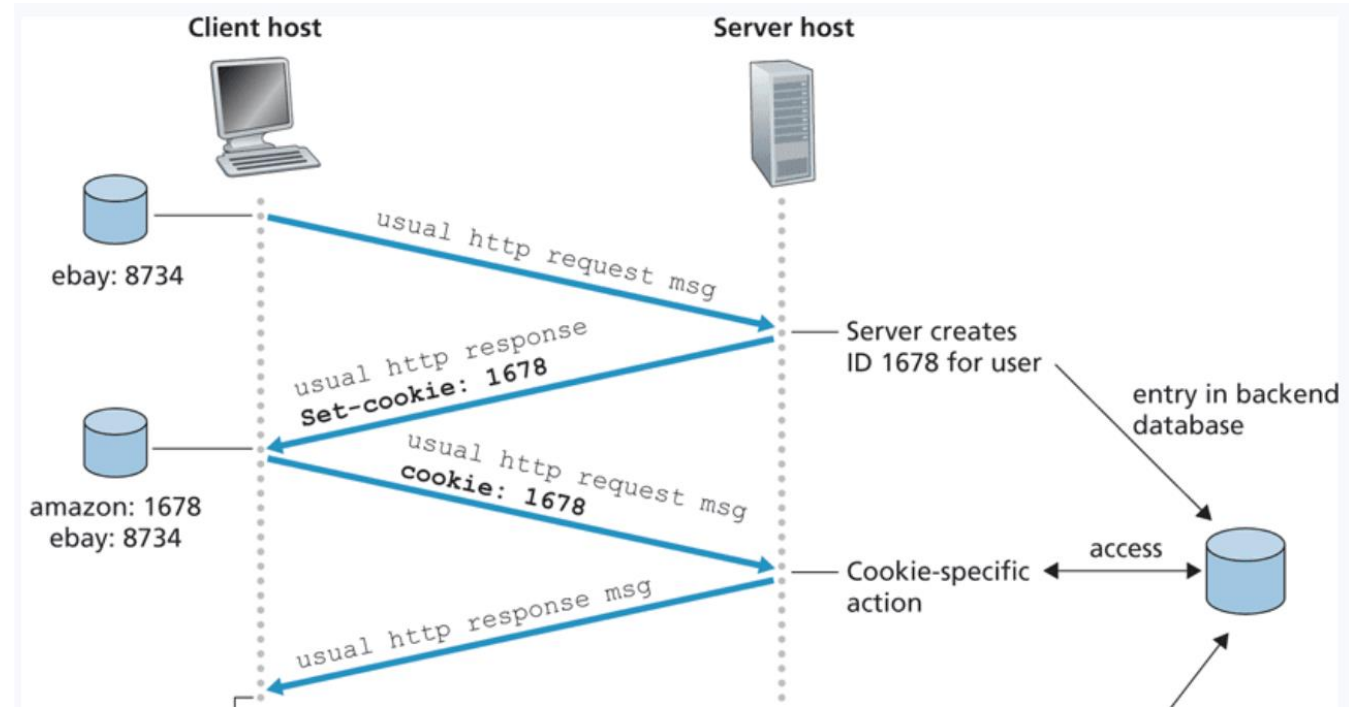 Client host
Server host
usual http request msg
ebay: 8734
Server creates
ID 1678 for user
usual http response
Set-cookie: 1678
entry in backend
database
usual http request msg
cookie: 1678
amazon: 1678
ebay: 8734
access
Cookie-specific
action
usual http response msg